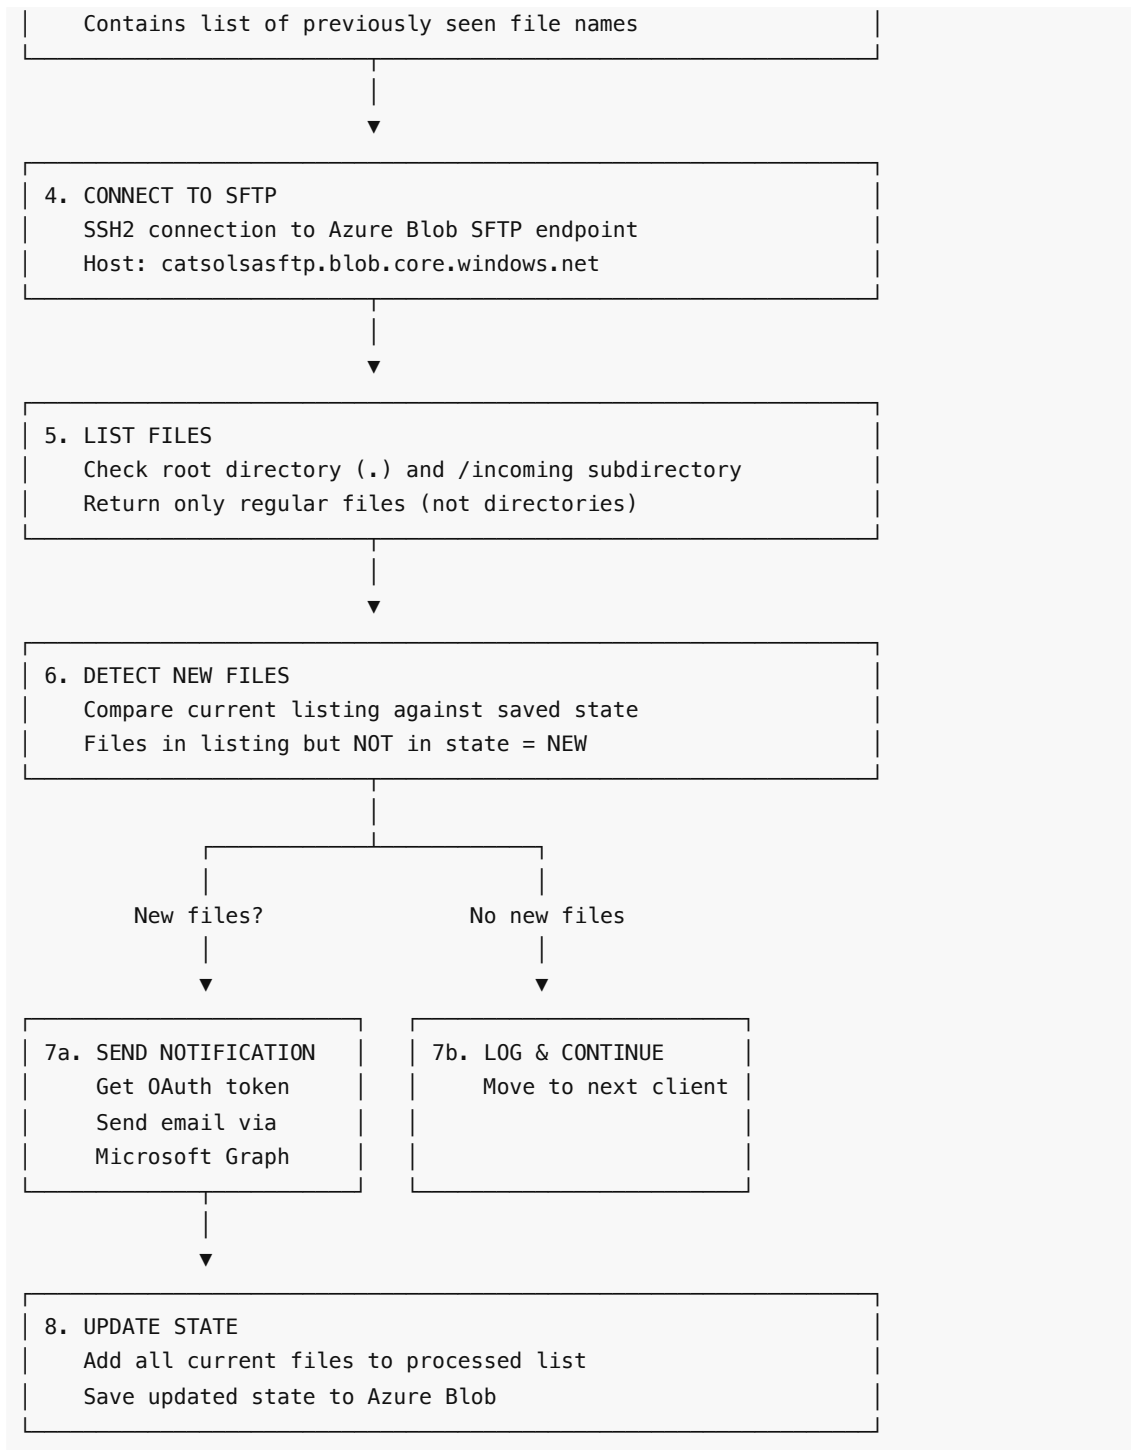 Contains list of previously seen file names
4. CONNECT TO SFTP
SSH2 connection to Azure Blob SFTP endpoint
Host: catsolsasftp.blob.core.windows.net
5. LIST FILES
Check root directory (.) and /incoming subdirectory
Return only regular files (not directories)
6. DETECT NEW FILES
Compare current listing against saved state
Files in listing but NOT in state = NEW
New files?
No new files
7a. SEND NOTIFICATION
Get OAuth token
Send email via
Microsoft Graph
7b. LOG & CONTINUE
Move to next client
8. UPDATE STATE
Add all current files to processed list
Save updated state to Azure Blob